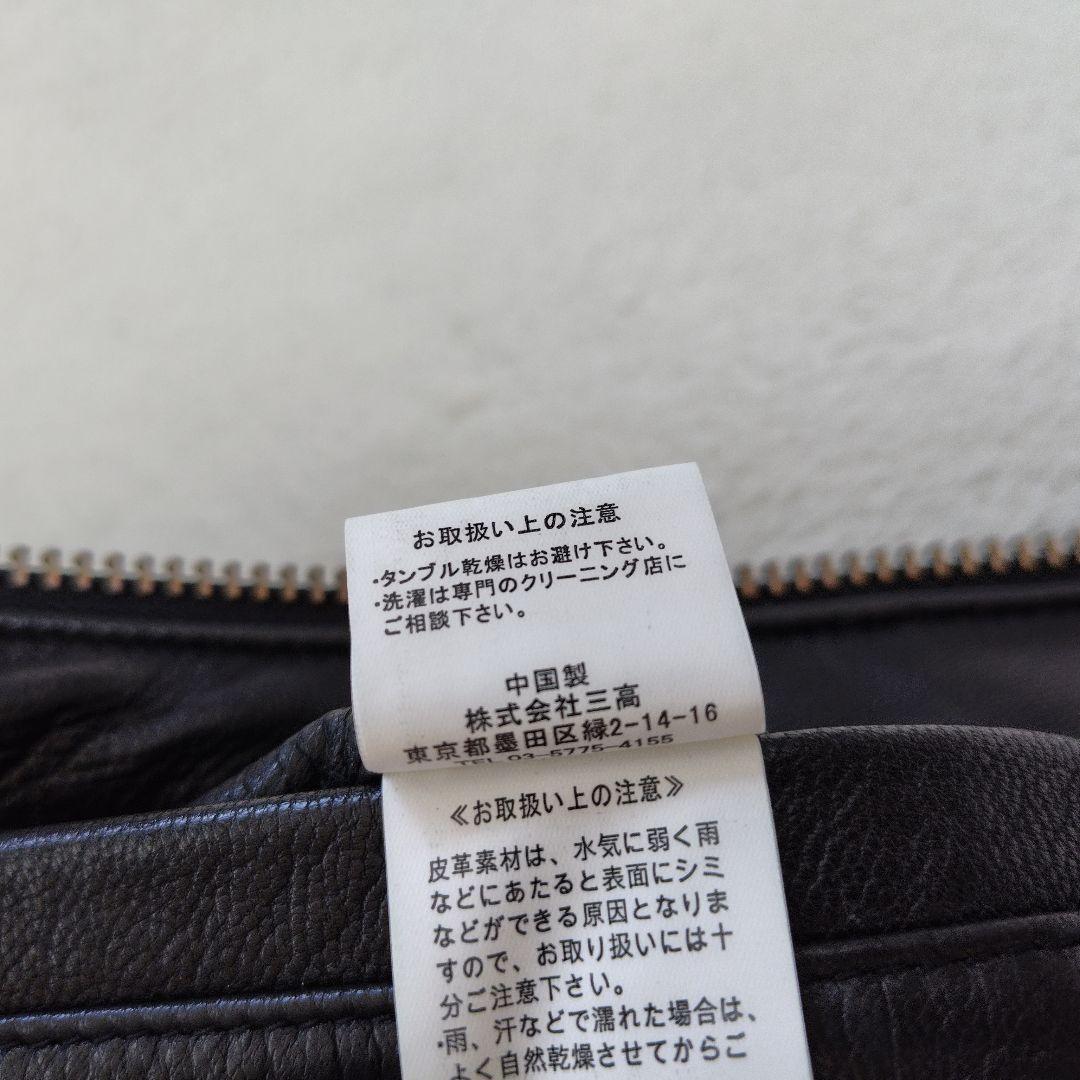 お取扱い上の注意
・タンブル乾燥はお避け下さい。
・洗濯は専門のクリーニング店に
ご相談下さい。
中国製
株式会社三高
東京都墨田区緑2-14-16
TEL 03-5775-4155
≪お取扱い上の注意≫
皮革素材は、水気に弱く雨
などにあたると表面にシミ
などができる原因となりま
すので、お取り扱いには十
分ご注意下さい。
・雨、汗などで濡れた場合は、
よく自然乾燥させてからご